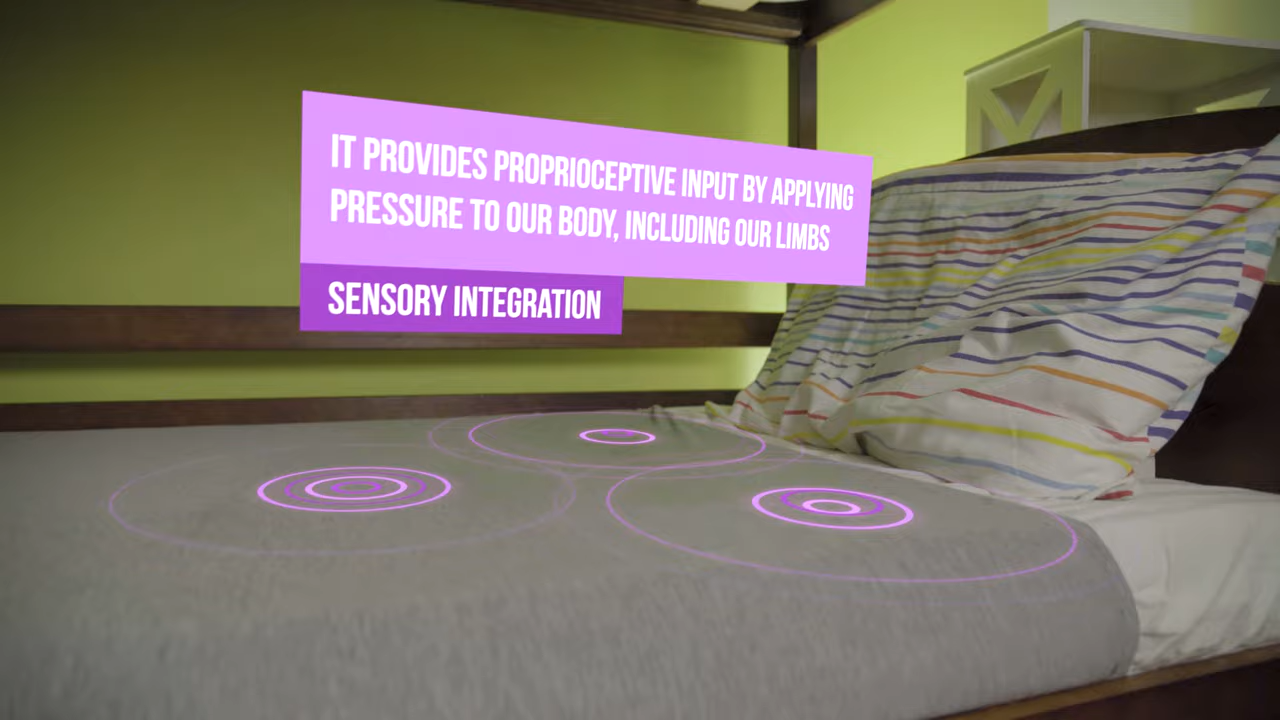 IT PROVIDES PROPRIOCEPTIVE INPUT BY APPLYING
PRESSURE TO OUR BODY, INCLUDING OUR LIMBS
SENSORY INTEGRATION